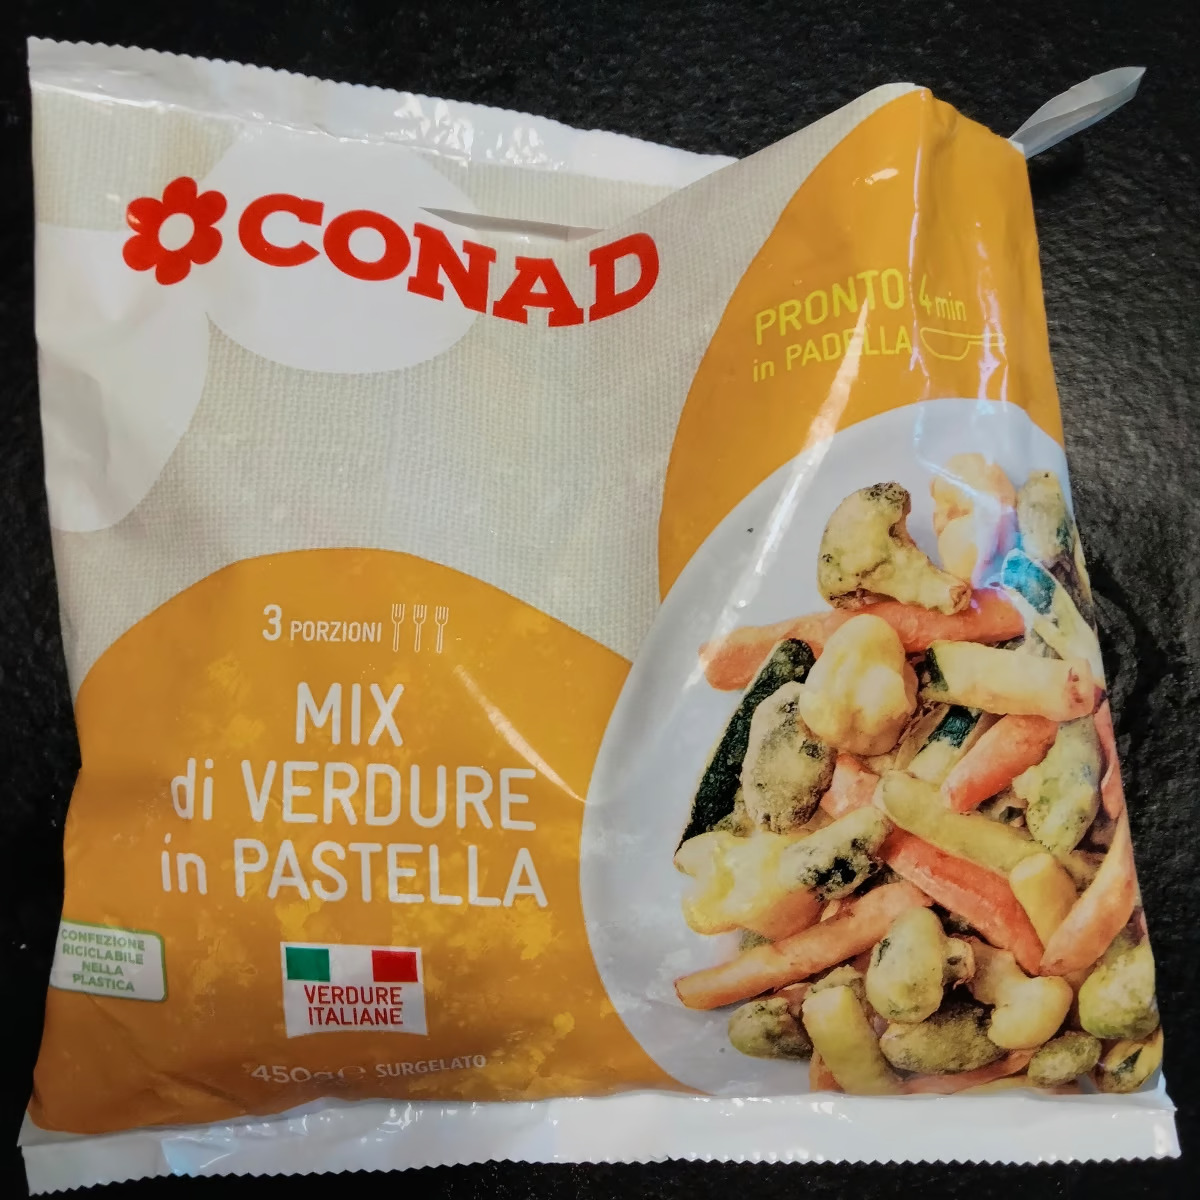 CONAD
PRONTO 4 min
in PADELLA
3 PORZIONI
MIX
di VERDURE
in PASTELLA
CONFEZIONE
RICICLABILE
NELLA
PLASTICA
VERDURE
ITALIANE
450g ℮ SURGELATO